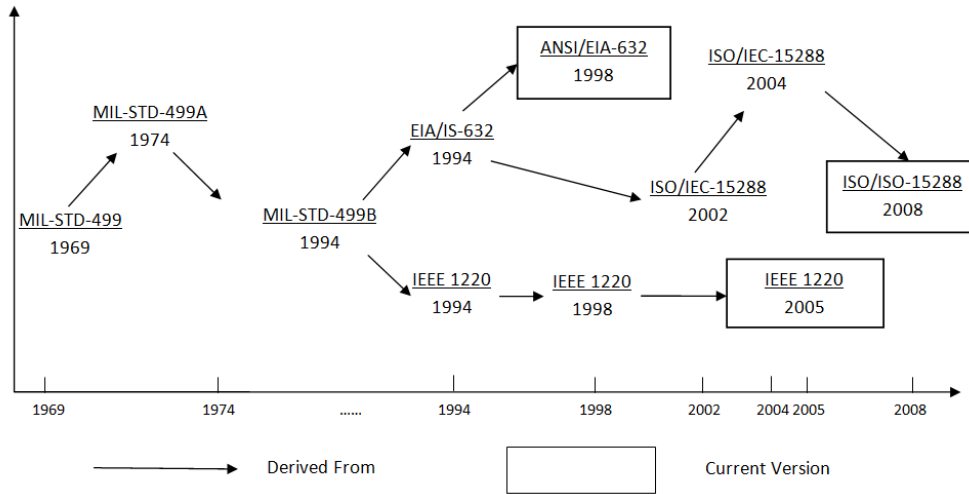 ANSI/EIA-632
1998
ISO/IEC-15288
2004
MIL-STD-499A
1974
EIA/IS-632
1994
ISO/IEC-15288
2002
ISO/ISO-15288
2008
MIL-STD-499
1969
MIL-STD-499B
1994
IEEE 1220
1994
IEEE 1220
1998
IEEE 1220
2005
1969 1974 ...... 1994 1998 2002 2004 2005 2008
Derived From Current Version